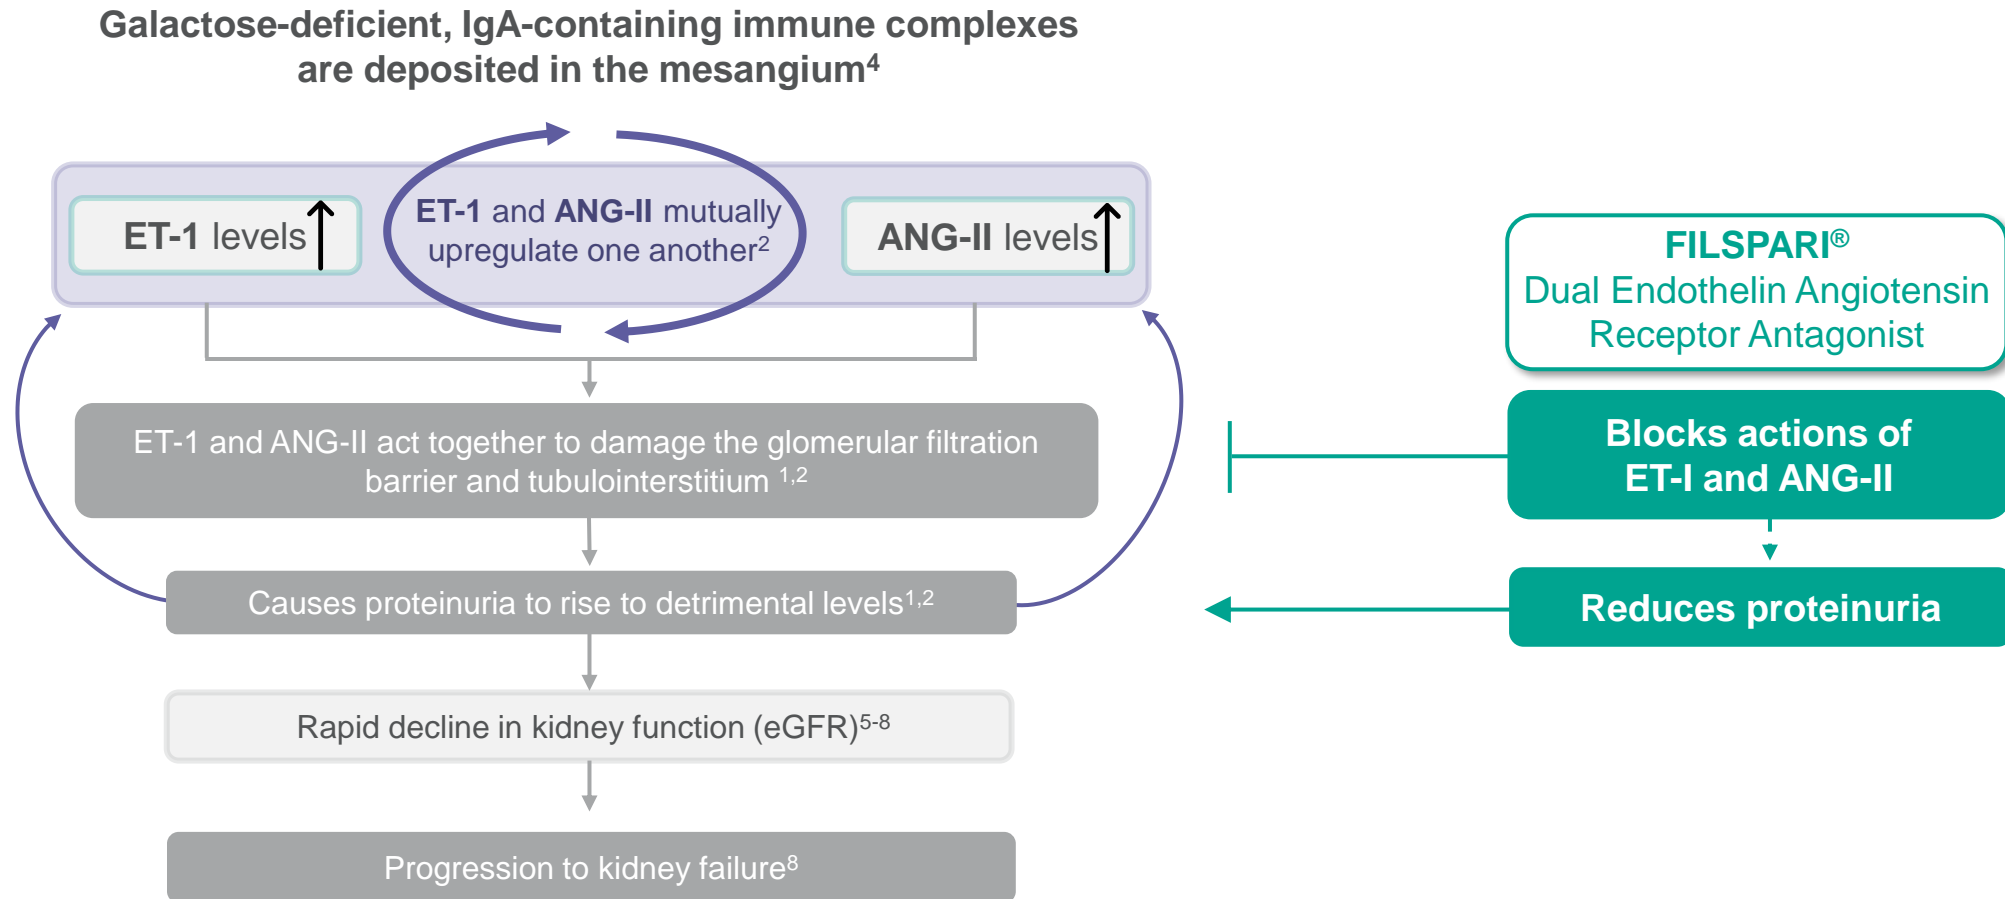 Galactose-deficient, IgA-containing immune complexes
are deposited in the mesangium⁴
ET-1 levels
ET-1 and ANG-II mutually
upregulate one another²
ANG-II levels
FILSPARI®
Dual Endothelin Angiotensin
Receptor Antagonist
ET-1 and ANG-II act together to damage the glomerular filtration
barrier and tubulointerstitium ¹,²
Blocks actions of
ET-I and ANG-II
Causes proteinuria to rise to detrimental levels¹,²
Reduces proteinuria
Rapid decline in kidney function (eGFR)⁵⁻⁸
Progression to kidney failure⁸